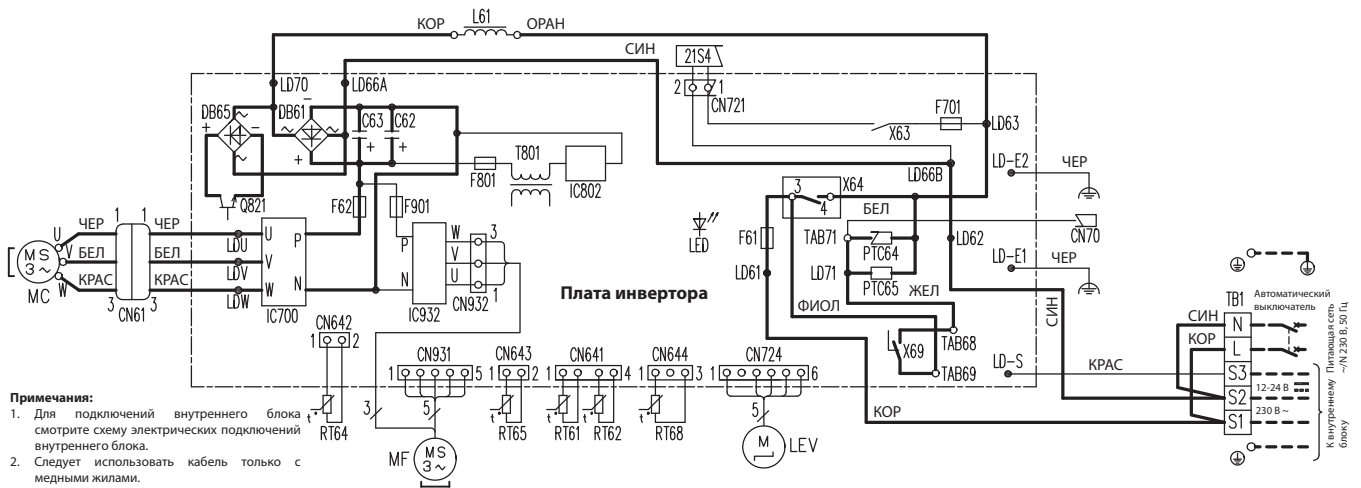 КОР L61 ОРАН
СИН
21S4
2 1
CN721
LD70 LD66A
DB65 DB61
C63 C62
F701
X63
LD63
LD-E2 ЧЕР
T801
F801
IC802
LD66B
X64
3
4
БЕЛ
Q821
F62 F901
LED
F61
TAB71
PTC64
CN70
LD62
LD61
LD71
PTC65
LD-E1 ЧЕР
ЖЕЛ
ФИОЛ
MS
3~
MC
U ЧЕР 1 1 ЧЕР LDU U P
V БЕЛ БЕЛ LDV V
W КРАС 3 3 КРАС LDW W N
CN61
IC700
P
N
IC932
W 3
V
U 1
CN932
Плата инвертора
X69
TAB68
TAB69
СИН
LD-S КРАС
КОР
CN642
1 2
CN931
1 5
CN643
1 2
CN641
1 4
CN644
1 3
CN724
1 6
t° RT64
3
5
t° RT65
t° RT61
t° RT62
t° RT68
5
MF
MS
3~
M
LEV
TB1
Автоматический
выключатель
СИН N
КОР L
S3
S2
S1
12-24 В
230 В ~
Питающая сеть
~/N 230 В, 50 Гц
К внутреннему
блоку
Примечания:
1. Для подключений внутреннего блока
смотрите схему электрических подключений
внутреннего блока.
2. Следует использовать кабель только с
медными жилами.